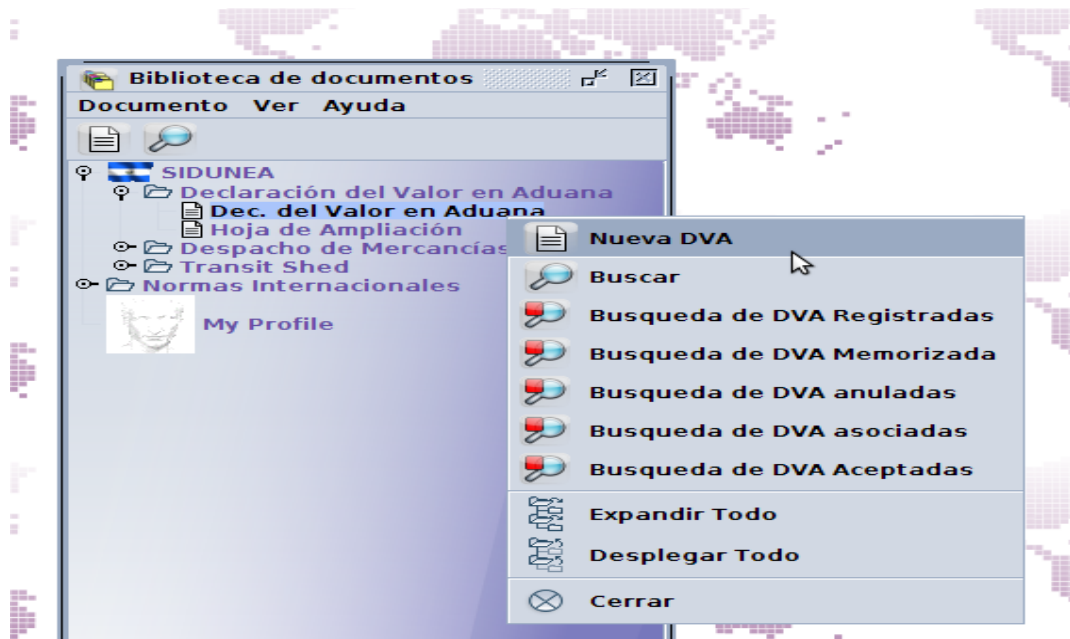 Biblioteca de documentos
Documento Ver Ayuda
SIDUNEA
Declaración del Valor en Aduana
Dec. del Valor en Aduana
Hoja de Ampliación
Despacho de Mercancías
Transit Shed
Normas Internacionales
My Profile
Nueva DVA
Buscar
Busqueda de DVA Registradas
Busqueda de DVA Memorizada
Busqueda de DVA anuladas
Busqueda de DVA asociadas
Busqueda de DVA Aceptadas
Expandir Todo
Desplegar Todo
Cerrar